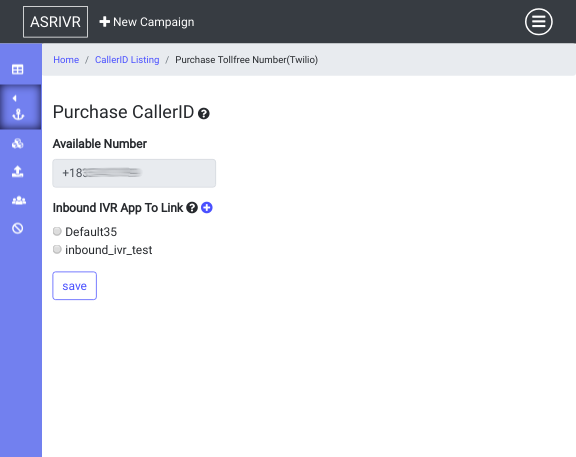 ASRIVR
New Campaign
Home / CallerID Listing / Purchase Tollfree Number(Twilio)
Purchase CallerID
Available Number
+18
Inbound IVR App To Link
Default35
inbound_ivr_test
save